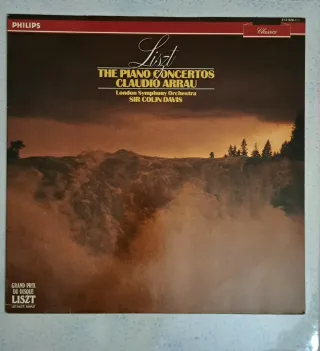 PHILIPS
Classics
Liszt
THE PIANO CONCERTOS
CLAUDIO ARRAU
London Symphony Orchestra
SIR COLIN DAVIS
GRAND PRIX
DU DISQUE
LISZT